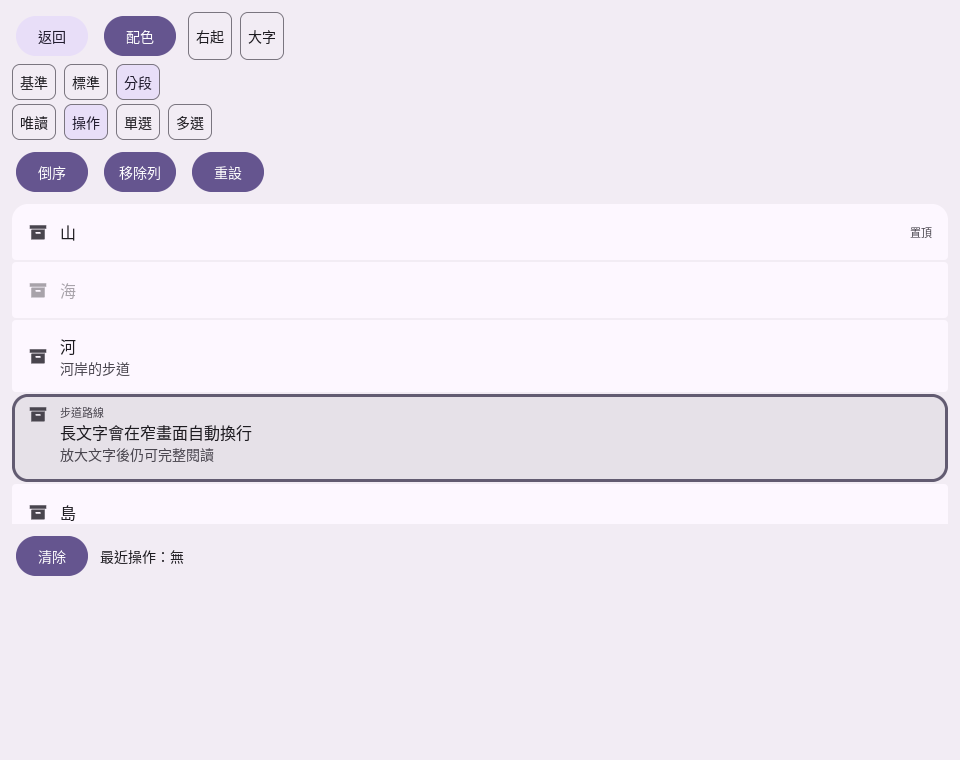 返回 配色 右起 大字
基準 標準 分段
唯讀 操作 單選 多選
倒序 移除列 重設
山 置頂
海
河
河岸的步道
步道路線
長文字會在窄畫面自動換行
放大文字後仍可完整閱讀
島
清除 最近操作：無